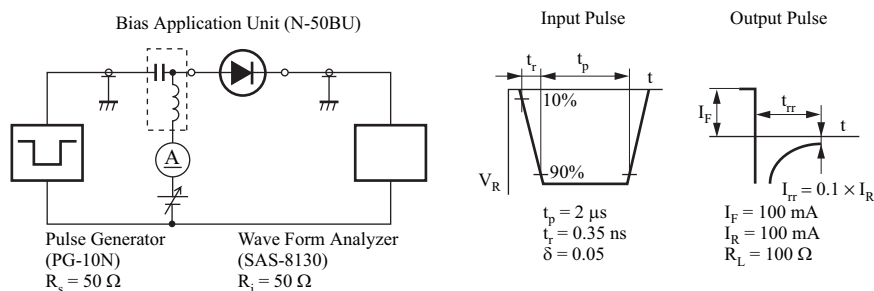 Bias Application Unit (N-50BU)
A
Pulse Generator
(PG-10N)
R_s = 50 Ω
Wave Form Analyzer
(SAS-8130)
R_i = 50 Ω
Input Pulse
t_r
t_p
t
10%
90%
V_R
t_p = 2 μs
t_r = 0.35 ns
δ = 0.05
Output Pulse
I_F
t_rr
t
I_rr = 0.1 × I_R
I_F = 100 mA
I_R = 100 mA
R_L = 100 Ω